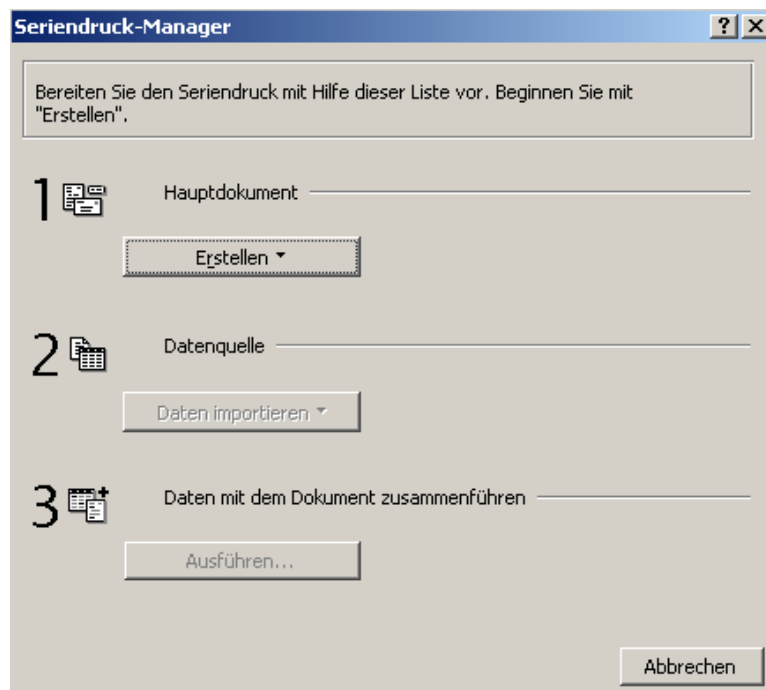 Seriendruck-Manager
Bereiten Sie den Seriendruck mit Hilfe dieser Liste vor. Beginnen Sie mit
"Erstellen".
1 Hauptdokument
Erstellen
2 Datenquelle
Daten importieren
3 Daten mit dem Dokument zusammenführen
Ausführen...
Abbrechen